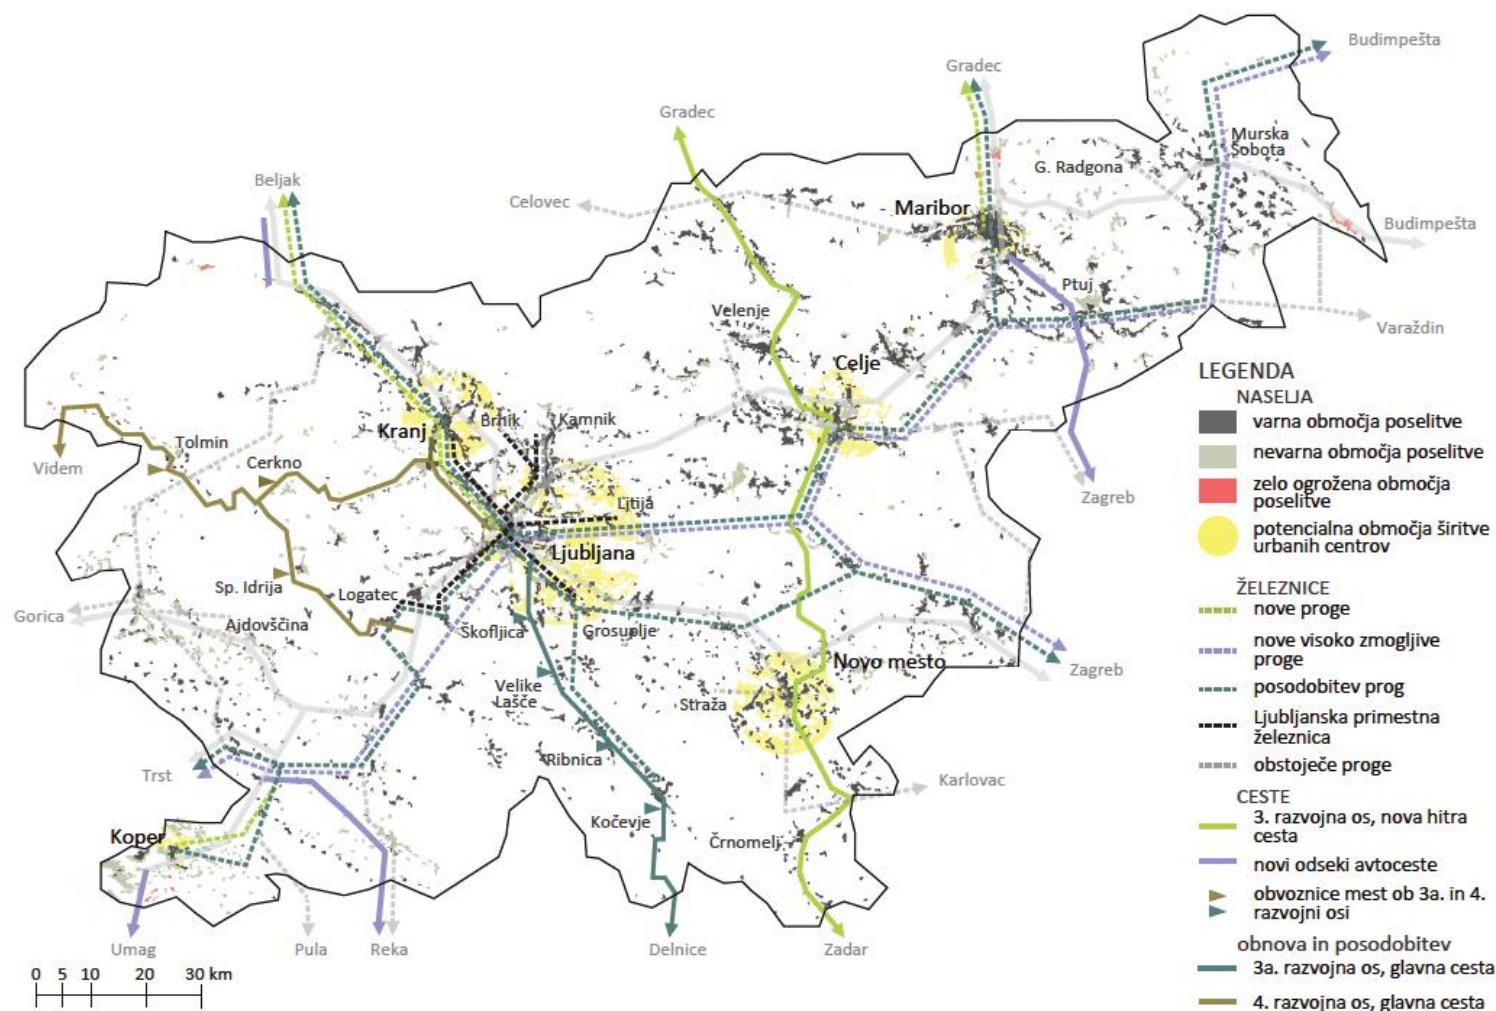 Budimpešta
Gradec
Gradec
Murska
Sobota
G. Radgona
Beljak
Celovec
Maribor
Budimpešta
Ptuj
Velenje
Varaždin
Celje
Brnik
Kamnik
Kranj
Tolmin
Videm
Cerkno
Litija
Zagreb
Ljubljana
Sp. Idrija
Logatec
Gorica
Ajdovščina
Škofljica
Grosuplje
Novo mesto
Zagreb
Velike
Lašče
Straža
Ribnica
Trst
Karlovac
Koper
Kočevje
Črnomelj
Umag
Pula
Reka
Delnice
Zadar
0 5 10 20 30 km
LEGENDA
NASELJA
varna območja poselitve
nevarna območja poselitve
zelo ogrožena območja
poselitve
potencialna območja širitve
urbanih centrov
ŽELEZNICE
nove proge
nove visoko zmogljive
proge
posodobitev prog
Ljubljanska primestna
železnica
obstoječe proge
CESTE
3. razvojna os, nova hitra
cesta
novi odseki avtoceste
obvoznice mest ob 3a. in 4.
razvojni osi
obnova in posodobitev
3a. razvojna os, glavna cesta
4. razvojna os, glavna cesta